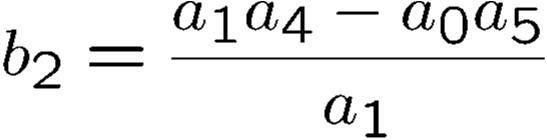 b₂ = (a₁a₄ − a₀a₅) / a₁